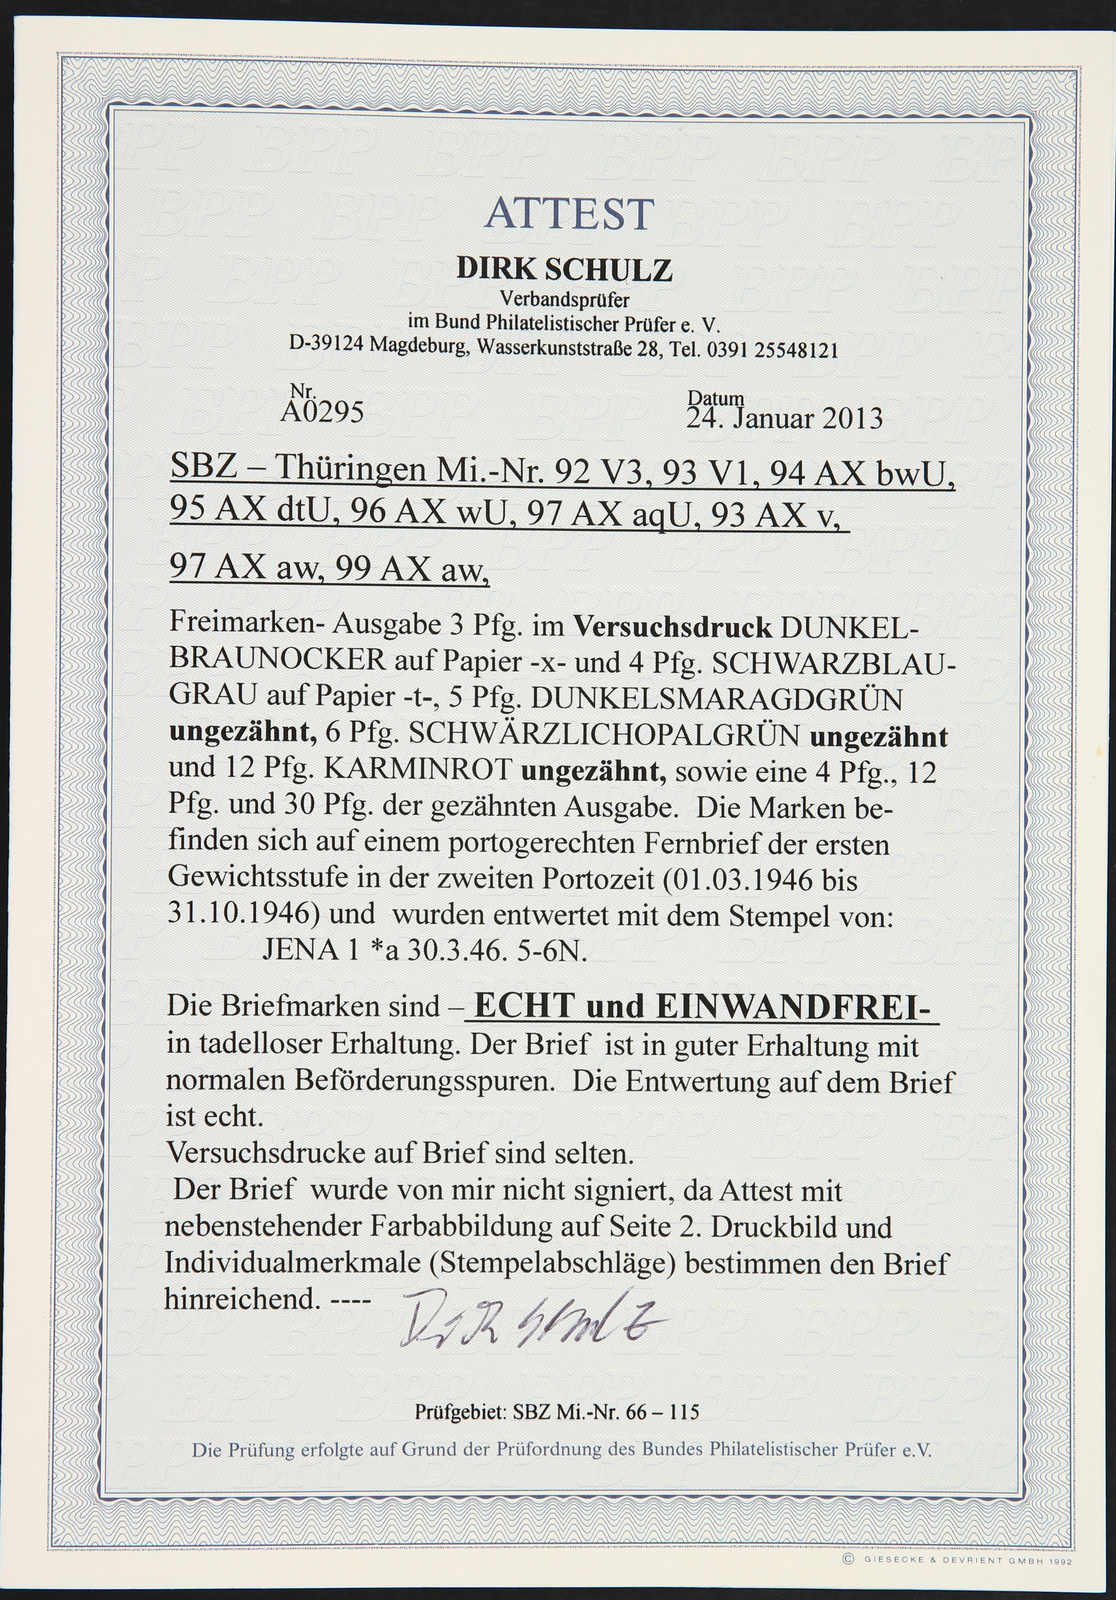 ATTEST
DIRK SCHULZ
Verbandsprüfer
im Bund Philatelistischer Prüfer e. V.
D-39124 Magdeburg, Wasserkunststraße 28, Tel. 0391 25548121
Nr. Datum
A0295 24. Januar 2013
SBZ – Thüringen Mi.-Nr. 92 V3, 93 V1, 94 AX bwU,
95 AX dtU, 96 AX wU, 97 AX aqU, 93 AX v,
97 AX aw, 99 AX aw,
Freimarken- Ausgabe 3 Pfg. im Versuchsdruck DUNKEL-
BRAUNOCKER auf Papier -x- und 4 Pfg. SCHWARZBLAU-
GRAU auf Papier -t-, 5 Pfg. DUNKELSMARAGDGRÜN
ungezähnt, 6 Pfg. SCHWÄRZLICHOPALGRÜN ungezähnt
und 12 Pfg. KARMINROT ungezähnt, sowie eine 4 Pfg., 12
Pfg. und 30 Pfg. der gezähnten Ausgabe. Die Marken be-
finden sich auf einem portogerechten Fernbrief der ersten
Gewichtsstufe in der zweiten Portozeit (01.03.1946 bis
31.10.1946) und wurden entwertet mit dem Stempel von:
JENA 1 *a 30.3.46. 5-6N.
Die Briefmarken sind – ECHT und EINWANDFREI-
in tadelloser Erhaltung. Der Brief ist in guter Erhaltung mit
normalen Beförderungsspuren. Die Entwertung auf dem Brief
ist echt.
Versuchsdrucke auf Brief sind selten.
Der Brief wurde von mir nicht signiert, da Attest mit
nebenstehender Farbabbildung auf Seite 2. Druckbild und
Individualmerkmale (Stempelabschläge) bestimmen den Brief
hinreichend. ----
Dirk Schulz
Prüfgebiet: SBZ Mi.-Nr. 66 – 115
Die Prüfung erfolgte auf Grund der Prüfordnung des Bundes Philatelistischer Prüfer e.V.
© GIESECKE & DEVRIENT GMBH 1992